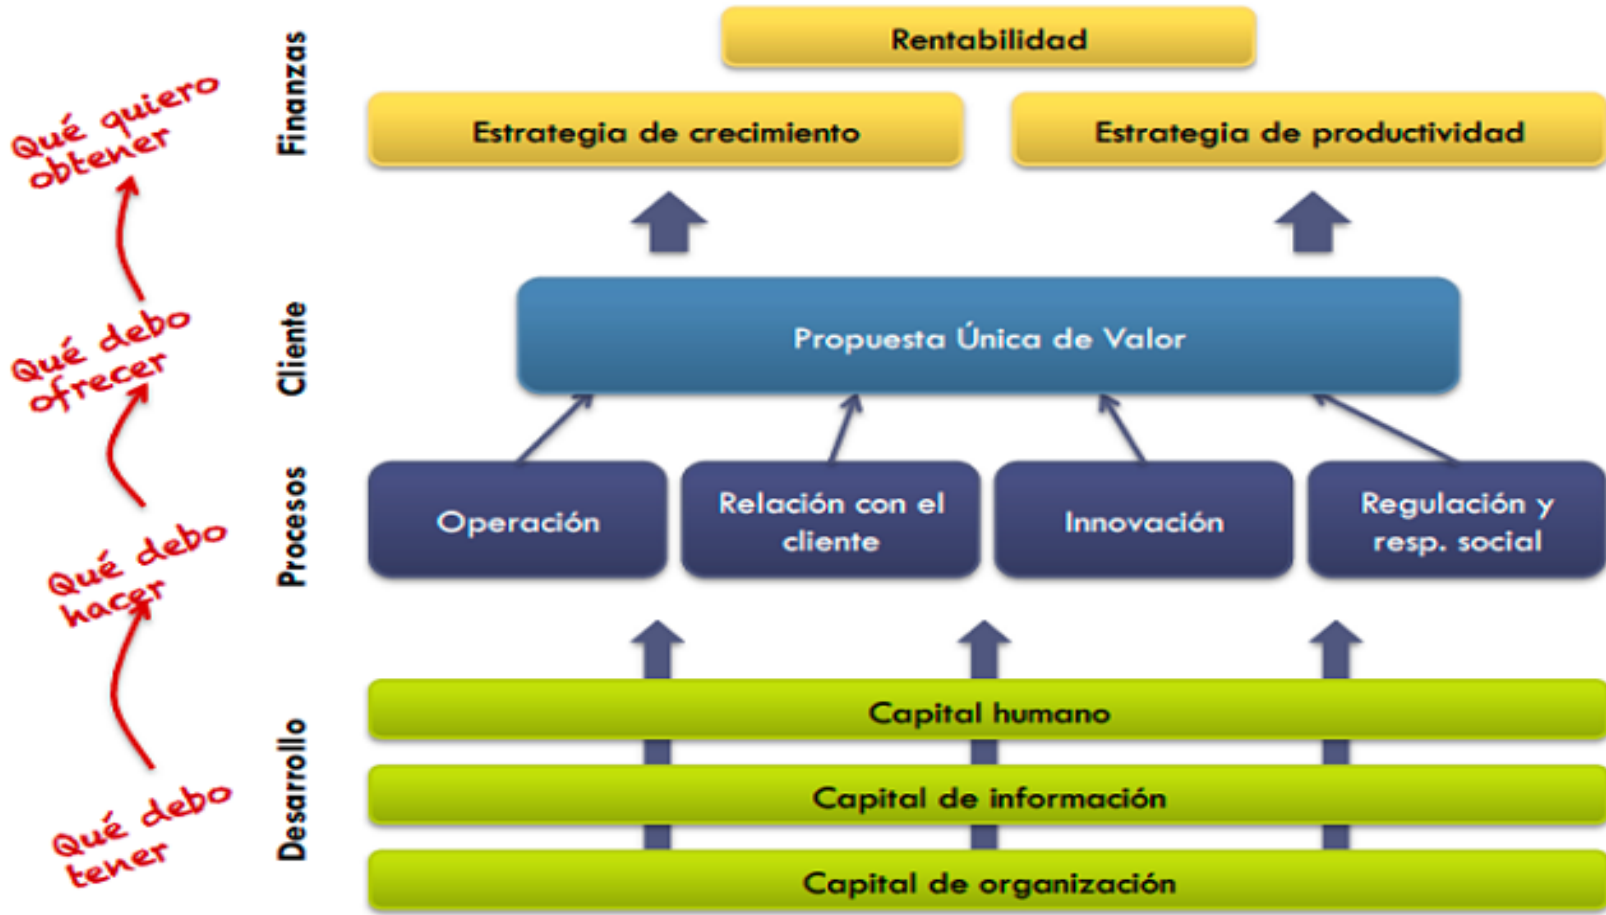 Rentabilidad
Finanzas
Qué quiero
obtener
Estrategia de crecimiento
Estrategia de productividad
Cliente
Qué debo
ofrecer
Propuesta Única de Valor
Procesos
Qué debo
hacer
Operación
Relación con el
cliente
Innovación
Regulación y
resp. social
Desarrollo
Qué debo
tener
Capital humano
Capital de información
Capital de organización